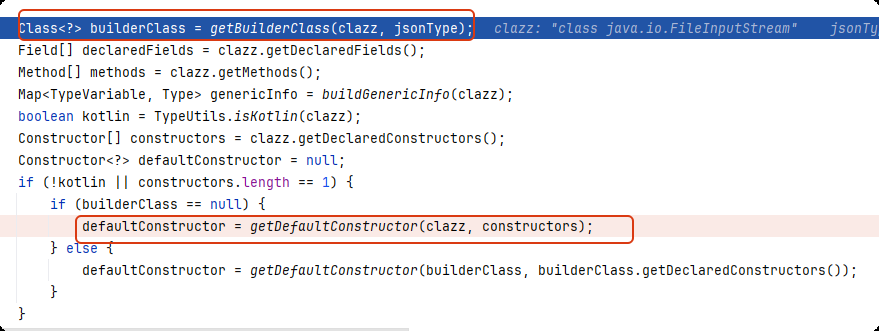 Class<?> builderClass = getBuilderClass(clazz, jsonType);   clazz: "class java.io.FileInputStream"    jsonTy
Field[] declaredFields = clazz.getDeclaredFields();
Method[] methods = clazz.getMethods();
Map<TypeVariable, Type> genericInfo = buildGenericInfo(clazz);
boolean kotlin = TypeUtils.isKotlin(clazz);
Constructor[] constructors = clazz.getDeclaredConstructors();
Constructor<?> defaultConstructor = null;
if (!kotlin || constructors.length == 1) {
    if (builderClass == null) {
        defaultConstructor = getDefaultConstructor(clazz, constructors);
    } else {
        defaultConstructor = getDefaultConstructor(builderClass, builderClass.getDeclaredConstructors());
    }
}